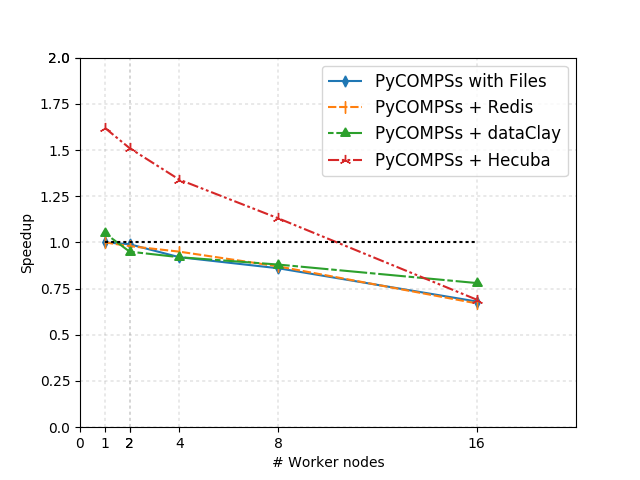 2.0
1.75
1.5
1.25
1.0
0.75
0.5
0.25
0.0
Speedup
PyCOMPSs with Files
PyCOMPSs + Redis
PyCOMPSs + dataClay
PyCOMPSs + Hecuba
0 1 2 4 8 16
# Worker nodes